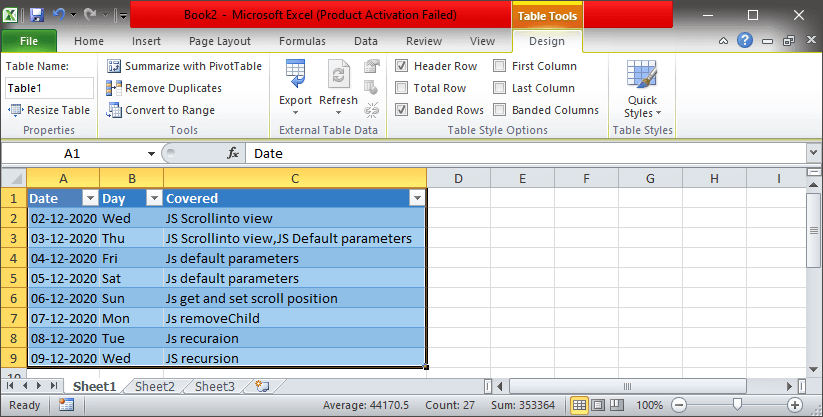 Book2 - Microsoft Excel (Product Activation Failed) Table Tools
File Home Insert Page Layout Formulas Data Review View Design
Table Name: Summarize with PivotTable Header Row First Column
Table1 Remove Duplicates Export Refresh Total Row Last Column Quick Styles
Resize Table Convert to Range Banded Rows Banded Columns
Properties Tools External Table Data Table Style Options Table Styles
A1 fx Date
A B C D E F G H I
1 Date Day Covered
2 02-12-2020 Wed JS Scrollinto view
3 03-12-2020 Thu JS Scrollinto view,JS Default parameters
4 04-12-2020 Fri Js default parameters
5 05-12-2020 Sat Js default parameters
6 06-12-2020 Sun Js get and set scroll position
7 07-12-2020 Mon Js removeChild
8 08-12-2020 Tue Js recuraion
9 09-12-2020 Wed JS recursion
10
Sheet1 Sheet2 Sheet3
Ready Average: 44170.5 Count: 27 Sum: 353364 100%